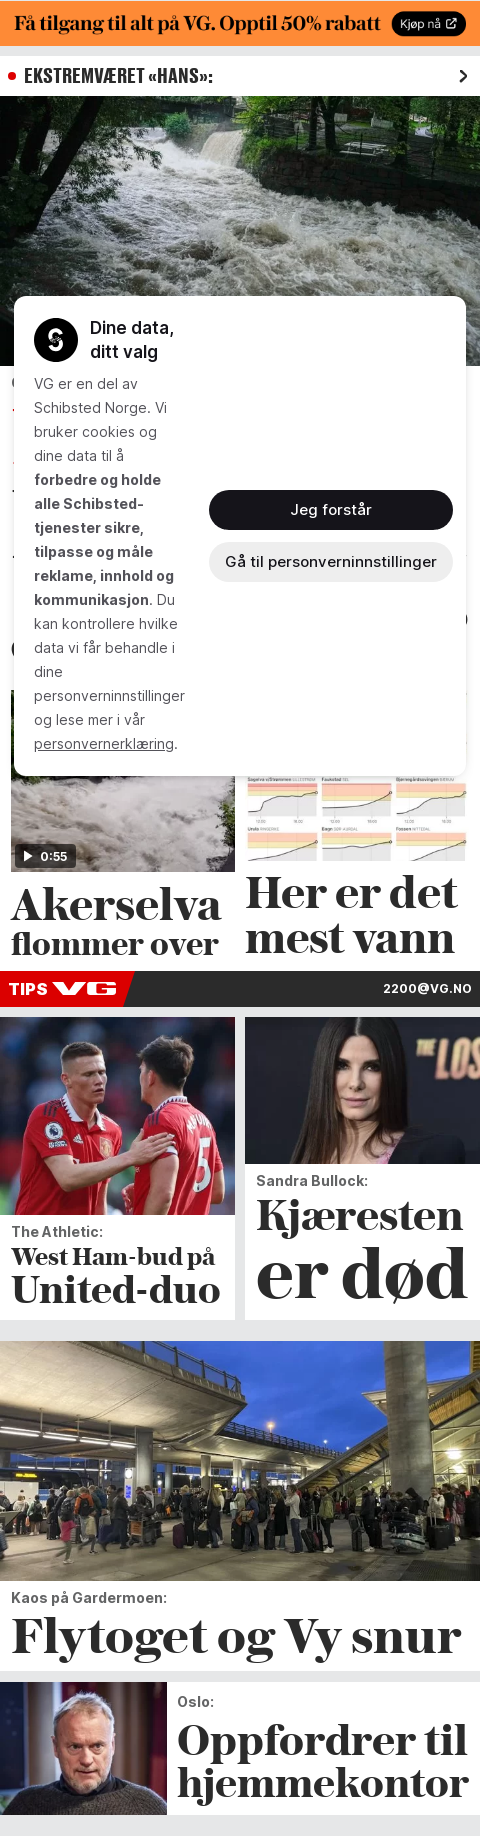 Få tilgang til alt på VG. Opptil 50% rabatt
Kjøp nå
EKSTREMVÆRET «HANS»:
Dine data,
ditt valg
VG er en del av
Schibsted Norge. Vi
bruker cookies og
dine data til å
forbedre og holde
alle Schibsted-
tjenester sikre,
tilpasse og måle
reklame, innhold og
kommunikasjon. Du
kan kontrollere hvilke
data vi får behandle i
dine
personverninnstillinger
og lese mer i vår
personvernerklæring.
Jeg forstår
Gå til personverninnstillinger
0:55
Akerselva
flommer over
Her er det
mest vann
TIPS VG
2200@VG.NO
The Athletic:
West Ham-bud på
United-duo
5
THE LOS
Sandra Bullock:
Kjæresten
er død
Kaos på Gardermoen:
Flytoget og Vy snur
Oslo:
Oppfordrer til
hjemmekontor